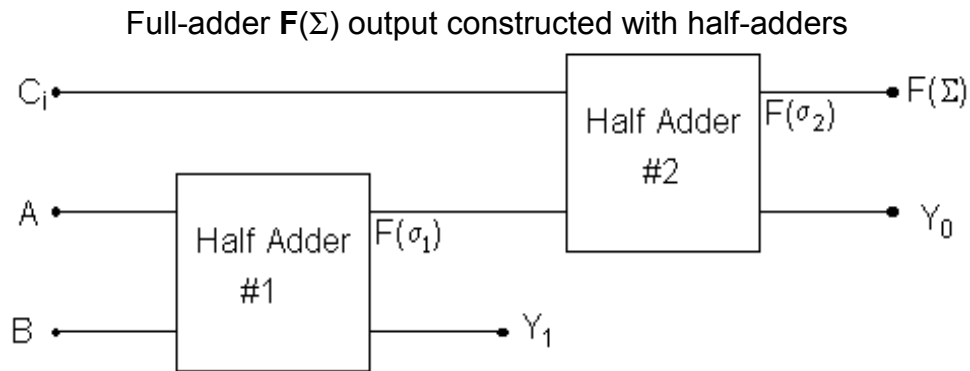 Full-adder F(Σ) output constructed with half-adders
Cᵢ
F(Σ)
Half Adder
#2
F(σ₂)
A
Half Adder
#1
F(σ₁)
Y₀
B
Y₁